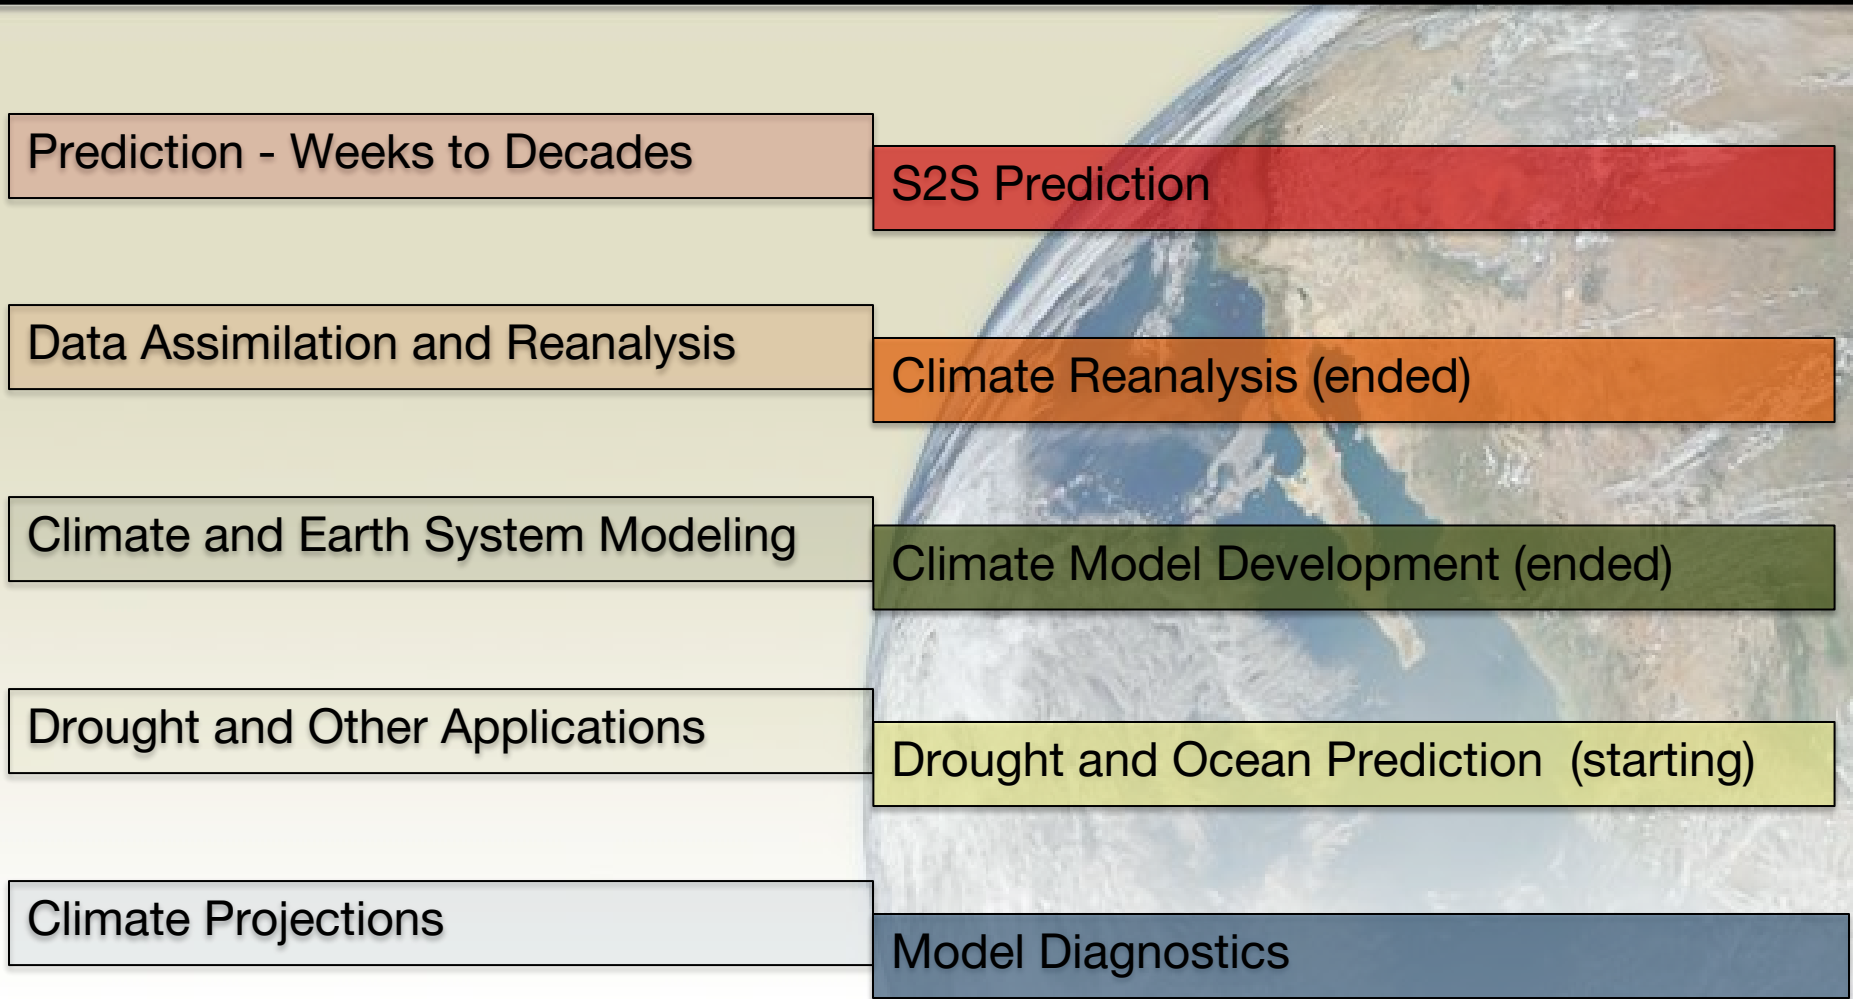 Prediction - Weeks to Decades
S2S Prediction
Data Assimilation and Reanalysis
Climate Reanalysis (ended)
Climate and Earth System Modeling
Climate Model Development (ended)
Drought and Other Applications
Drought and Ocean Prediction  (starting)
Climate Projections
Model Diagnostics